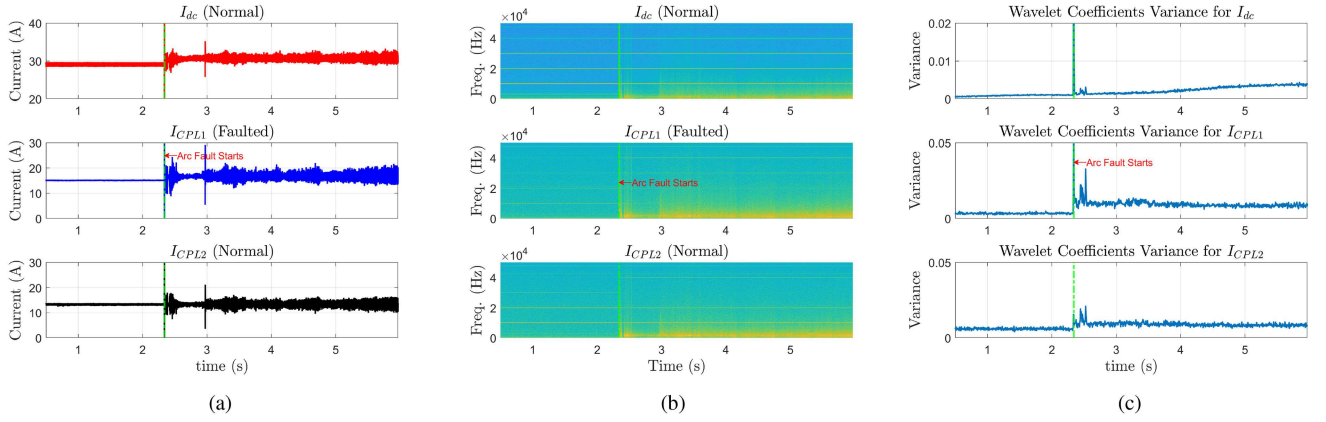 I_dc (Normal)
Current (A)
40
30
20
1 2 3 4 5
I_CPL1 (Faulted)
Current (A)
30
20
10
0
Arc Fault Starts
1 2 3 4 5
I_CPL2 (Normal)
Current (A)
30
20
10
0
1 2 3 4 5
time (s)
(a)
I_dc (Normal)
×10⁴
Freq. (Hz)
4
2
0
1 2 3 4 5
I_CPL1 (Faulted)
×10⁴
Freq. (Hz)
4
2
0
Arc Fault Starts
1 2 3 4 5
I_CPL2 (Normal)
×10⁴
Freq. (Hz)
4
2
0
1 2 3 4 5
Time (s)
(b)
Wavelet Coefficients Variance for I_dc
Variance
0.02
0.01
0
1 2 3 4 5
Wavelet Coefficients Variance for I_CPL1
Variance
0.05
0
Arc Fault Starts
1 2 3 4 5
Wavelet Coefficients Variance for I_CPL2
Variance
0.05
0
1 2 3 4 5
time (s)
(c)